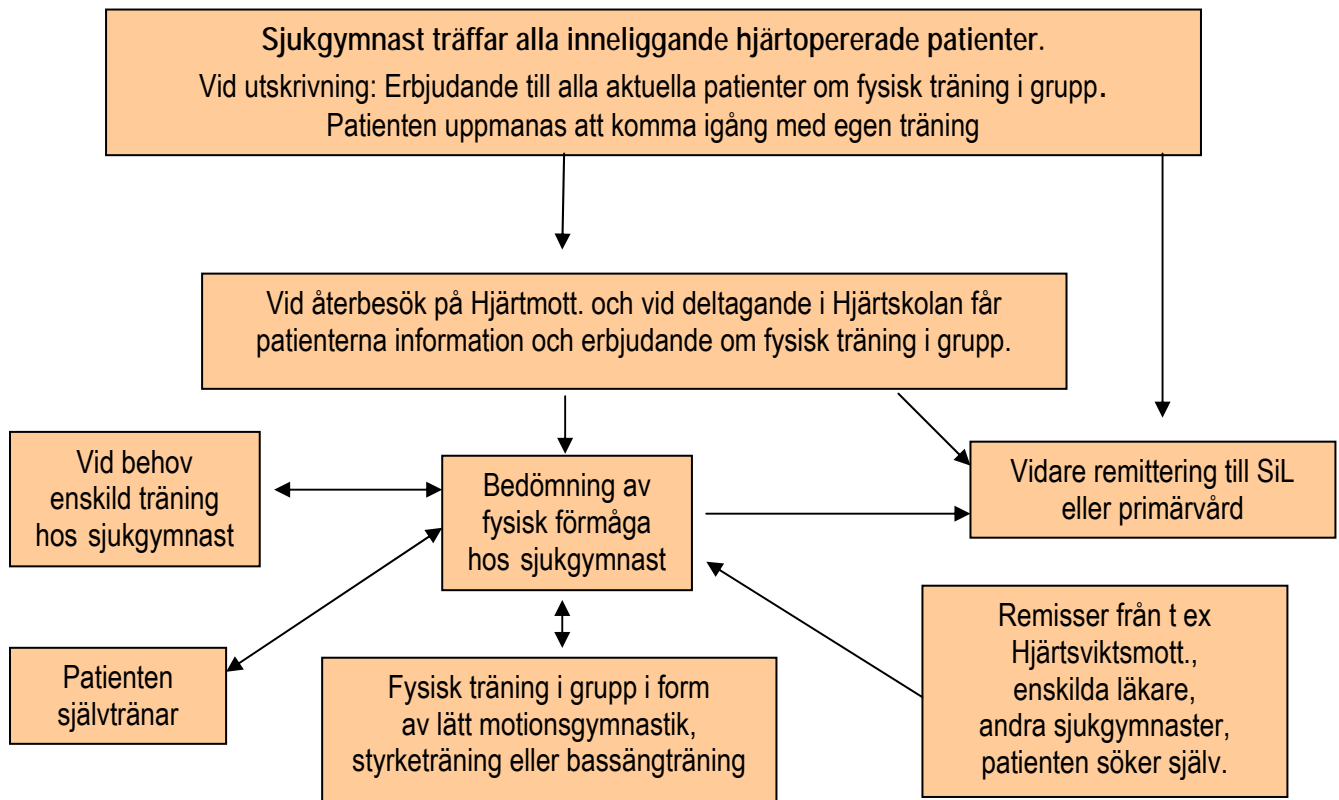 Sjukgymnast träffar alla inneliggande hjärtopererade patienter.
Vid utskrivning: Erbjudande till alla aktuella patienter om fysisk träning i grupp.
Patienten uppmanas att komma igång med egen träning
Vid återbesök på Hjärtmott. och vid deltagande i Hjärtskolan får
patienterna information och erbjudande om fysisk träning i grupp.
Vid behov
enskild träning
hos sjukgymnast
Bedömning av
fysisk förmåga
hos sjukgymnast
Vidare remittering till SiL
eller primärvård
Patienten
självtränar
Fysisk träning i grupp i form
av lätt motionsgymnastik,
styrketräning eller bassängträning
Remisser från t ex
Hjärtsviktsmott.,
enskilda läkare,
andra sjukgymnaster,
patienten söker själv.